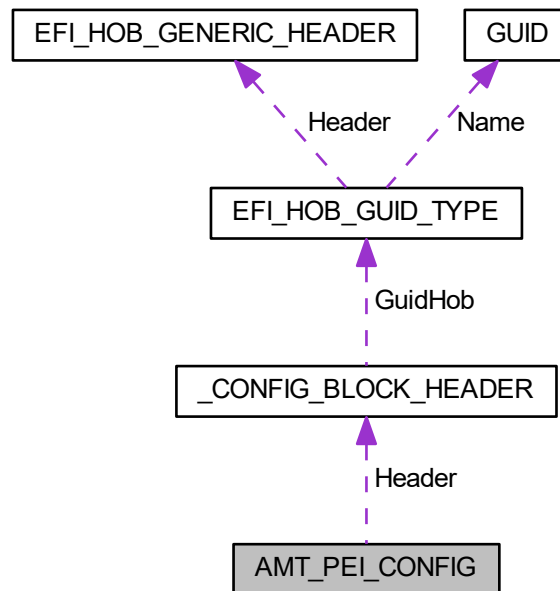 EFI_HOB_GENERIC_HEADER
GUID
Header
Name
EFI_HOB_GUID_TYPE
GuidHob
_CONFIG_BLOCK_HEADER
Header
AMT_PEI_CONFIG